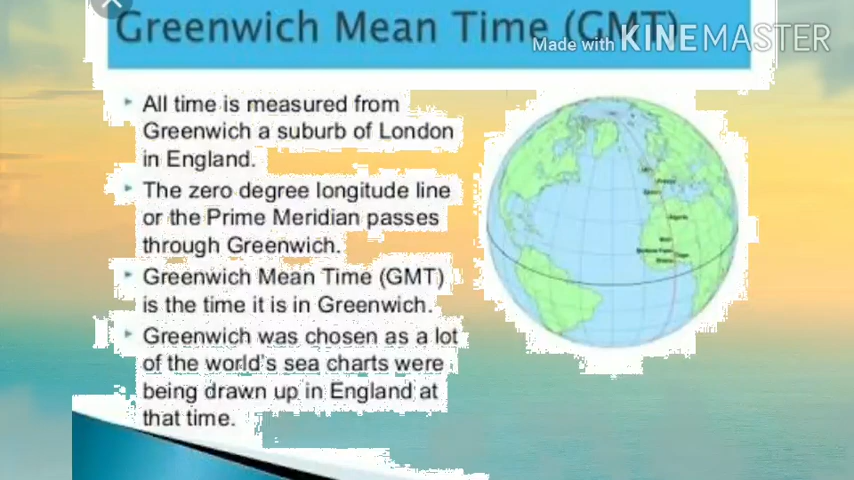 Greenwich Mean Time (GMT)
Made with KINEMASTER
All time is measured from
Greenwich a suburb of London
in England.
The zero degree longitude line
or the Prime Meridian passes
through Greenwich.
Greenwich Mean Time (GMT)
is the time it is in Greenwich.
Greenwich was chosen as a lot
of the world's sea charts were
being drawn up in England at
that time.